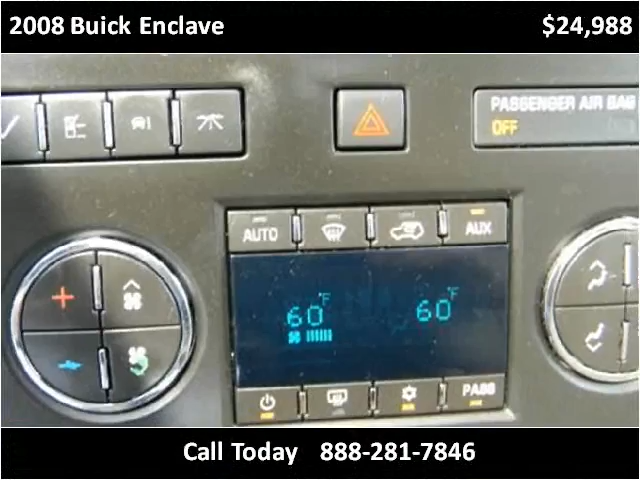 2008 Buick Enclave $24,988
PASSENGER AIR BAG
OFF
AUTO AUX
60°F 60°F
PASS
Call Today 888-281-7846